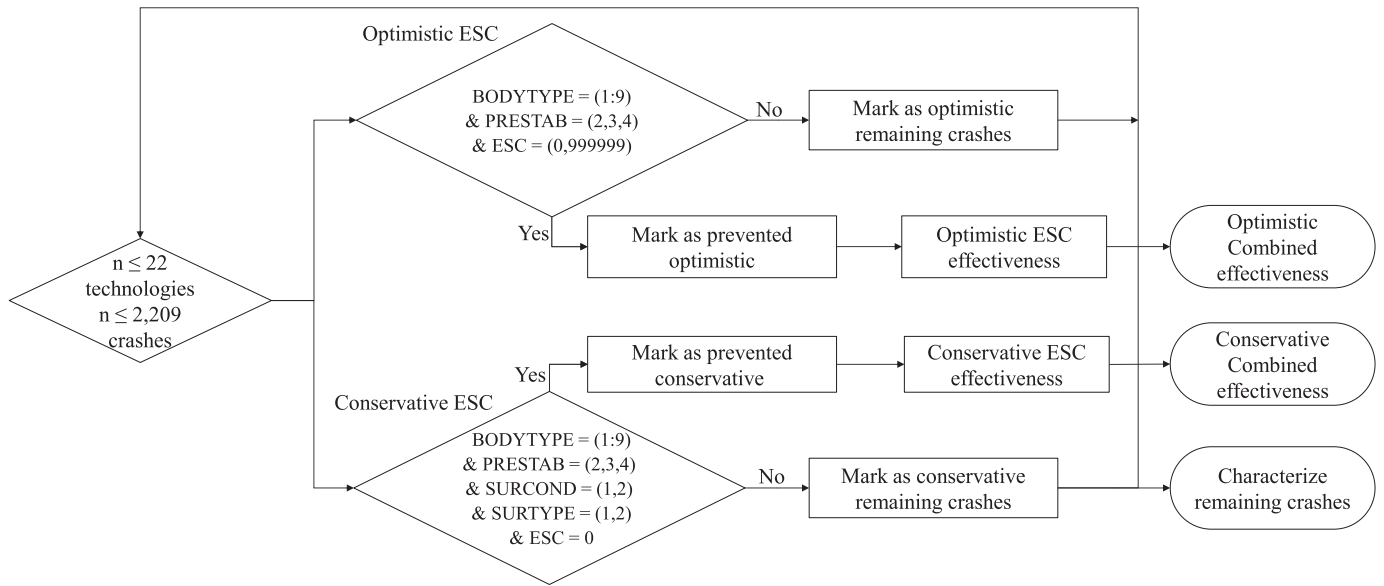 Optimistic ESC
BODYTYPE = (1:9)
& PRESTAB = (2,3,4)
& ESC = (0,999999)
No
Mark as optimistic
remaining crashes
Yes
Mark as prevented
optimistic
Optimistic ESC
effectiveness
Optimistic
Combined
effectiveness
n ≤ 22
technologies
n ≤ 2,209
crashes
Yes
Mark as prevented
conservative
Conservative ESC
effectiveness
Conservative
Combined
effectiveness
Conservative ESC
BODYTYPE = (1:9)
& PRESTAB = (2,3,4)
& SURCOND = (1,2)
& SURTYPE = (1,2)
& ESC = 0
No
Mark as conservative
remaining crashes
Characterize
remaining crashes